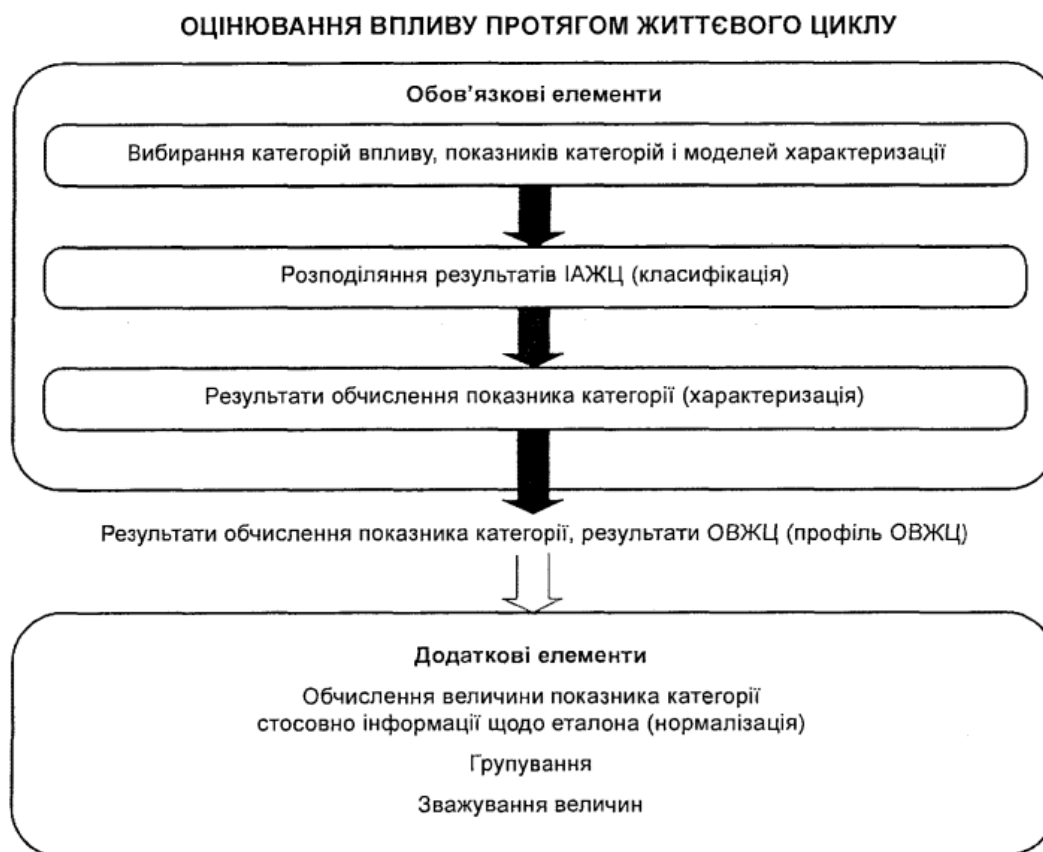 ОЦІНЮВАННЯ ВПЛИВУ ПРОТЯГОМ ЖИТТЄВОГО ЦИКЛУ
Обов’язкові елементи
Вибирання категорій впливу, показників категорій і моделей характеризації
Розподіляння результатів ІАЖЦ (класифікація)
Результати обчислення показника категорії (характеризація)
Результати обчислення показника категорії, результати ОВЖЦ (профіль ОВЖЦ)
Додаткові елементи
Обчислення величини показника категорії
стосовно інформації щодо еталона (нормалізація)
Групування
Зважування величин